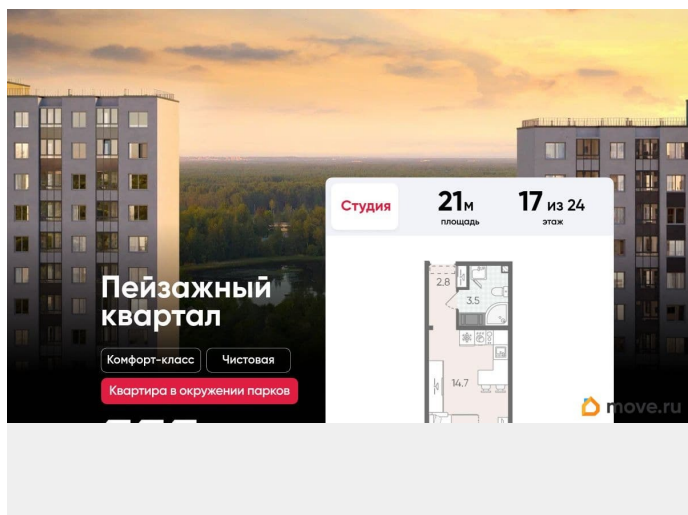 Студия
21м
площадь
17 из 24
этаж
2.8
3.5
14.7
Пейзажный
квартал
Комфорт-класс
Чистовая
Квартира в окружении парков
move.ru